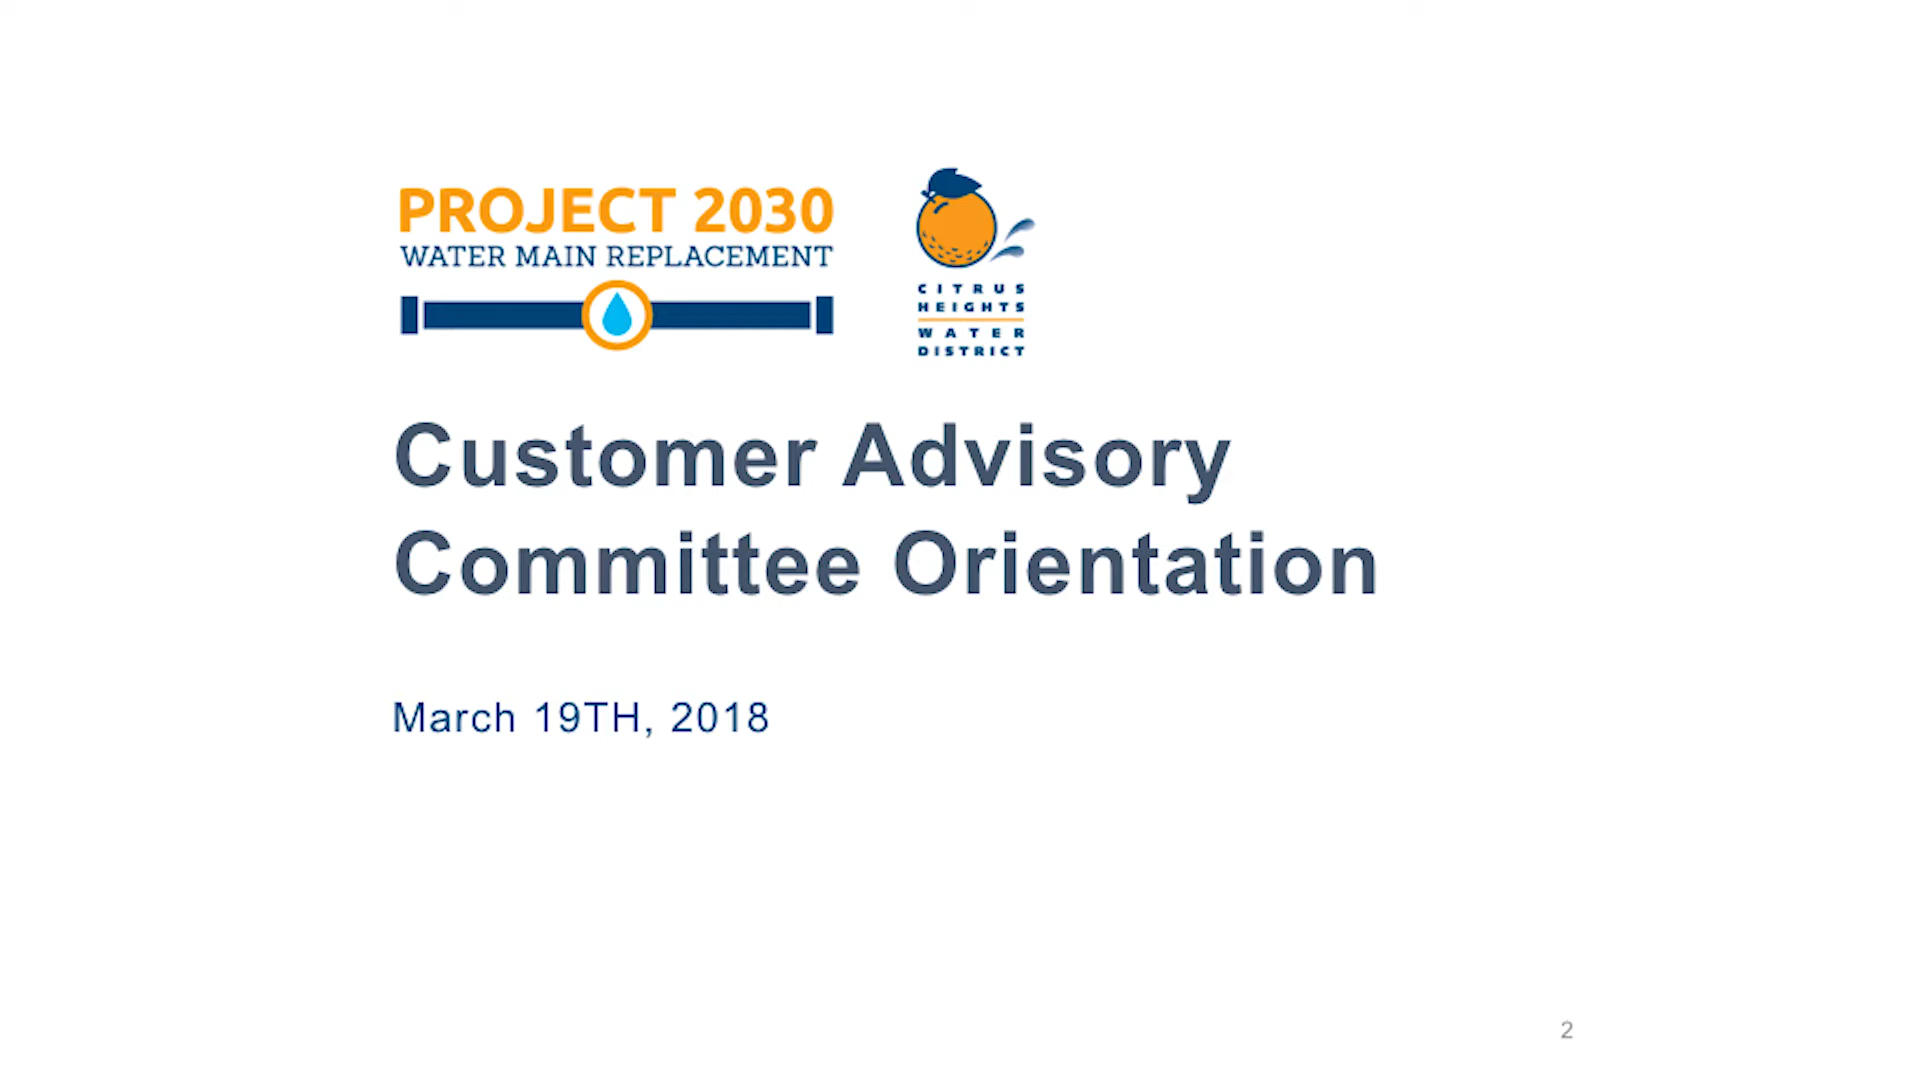 PROJECT 2030
WATER MAIN REPLACEMENT
CITRUS
HEIGHTS
WATER
DISTRICT
Customer Advisory
Committee Orientation
March 19TH, 2018
2